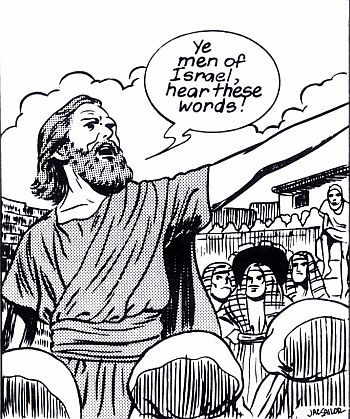 Ye
men of
Israel,
hear these
words!